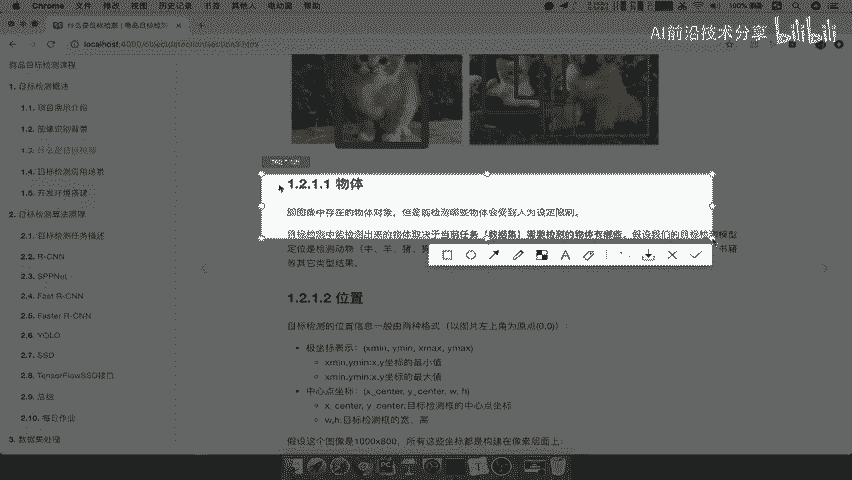 Chrome 文件 修改 视图 历史记录 书签 其他人 电动窗 帮助
100%
AI前沿技术分享 bilibili
商品目标检测课程
1. 目标检测概述
1.1. 项目演示介绍
1.2. 图像识别背景
1.3. 什么是目标检测
1.4. 目标检测应用场景
1.5. 开发环境搭建
2. 目标检测算法原理
2.1. 目标检测任务描述
2.2. R-CNN
2.3. SPPNet
2.4. Fast R-CNN
2.5. Faster R-CNN
2.6. YOLO
2.7. SSD
2.8. TensorFlowSSD接口
2.9. 总结
2.10. 每日作业
3. 数据集处理
1.2.1.1 物体
即图像中存在的物体对象，但是能检测哪些物体会受到人为设定限制。
目标检测中能检测出来的物体取决于当前任务（数据集）需要检测的物体有哪些。假设我们的目标检测模型
定位是检测动物（牛、羊、猪、
等其它类型结果。
1.2.1.2 位置
目标检测的位置信息一般由两种格式（以图片左上角为原点(0,0)）：
极坐标表示：(xmin, ymin, xmax, ymax)
xmin,ymin:x,y坐标的最小值
xmin,ymin:x,y坐标的最大值
中心点坐标：(x_center, y_center, w, h)
x_center, y_center:目标检测框的中心点坐标
w,h:目标检测框的宽、高
假设这个图像是1000x800，所有这些坐标都是构建在像素层面上：